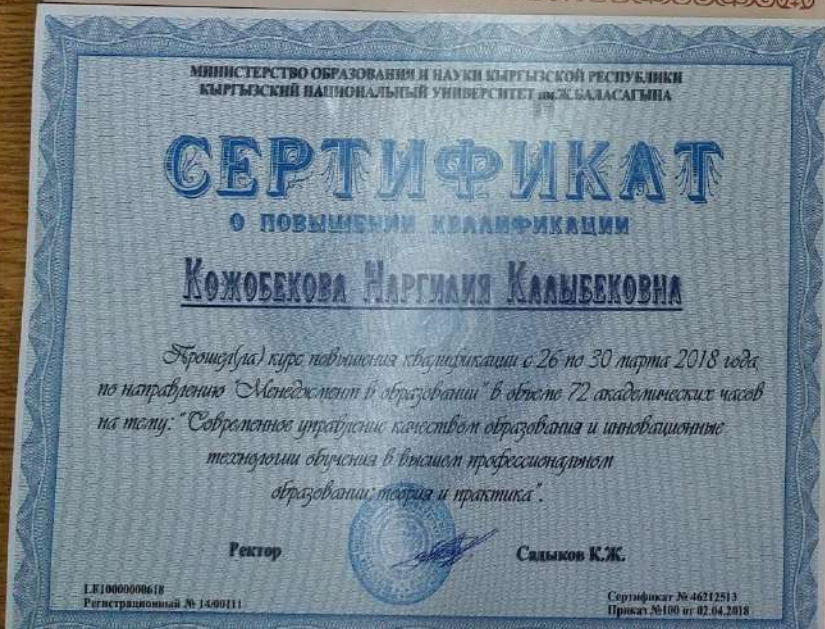 МИНИСТЕРСТВО ОБРАЗОВАНИЯ И НАУКИ КЫРГЫЗСКОЙ РЕСПУБЛИКИ
КЫРГЫЗСКИЙ НАЦИОНАЛЬНЫЙ УНИВЕРСИТЕТ им.Ж.БАЛАСАГЫНА
СЕРТИФИКАТ
О ПОВЫШЕНИИ КВАЛИФИКАЦИИ
КОЖОБЕКОВА НАРГИЛИЯ КАЛЫБЕКОВНА
Прошел(ла) курс повышения квалификации с 26 по 30 марта 2018 года,
по направлению "Менеджмент в образовании" в объеме 72 академических часов
на тему: "Современное управление качеством образования и инновационные
технологии обучения в высшем профессиональном
образовании: теория и практика".
Ректор
Садыков К.Ж.
LE10000000618
Регистрационный № 14/00111
Сертификат № 46212513
Приказ №100 от 02.04.2018